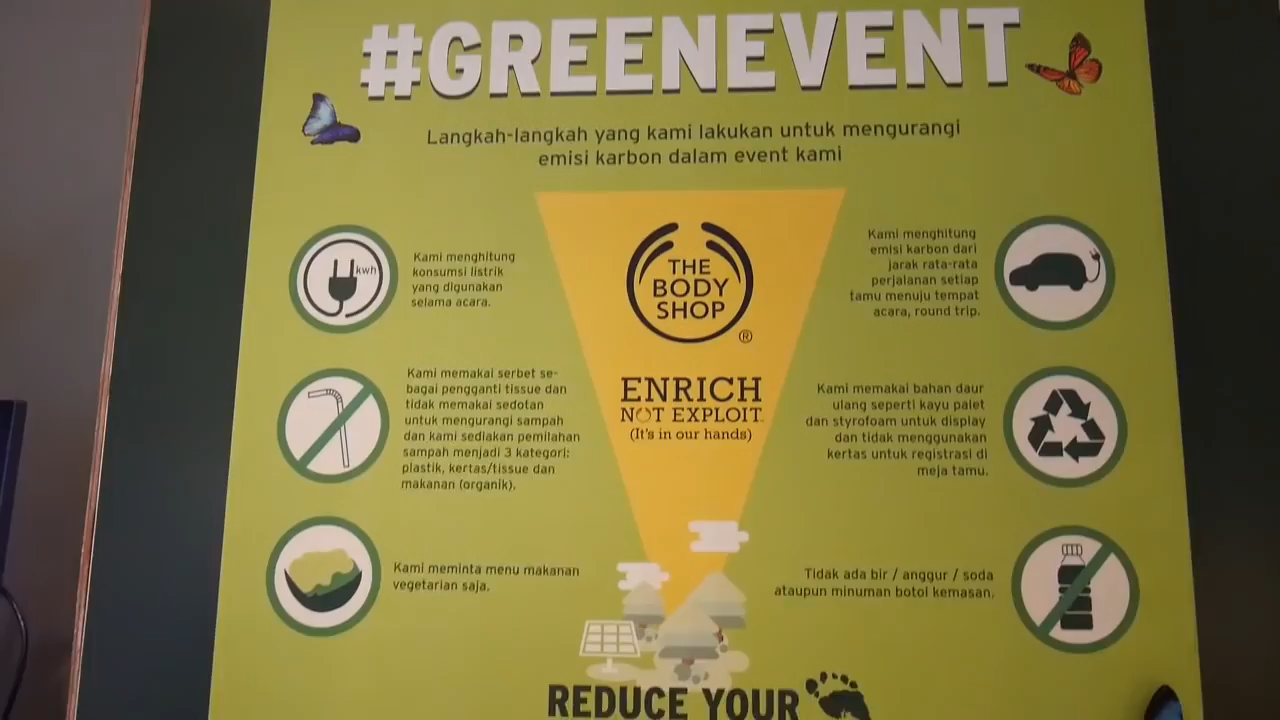 #GREENEVENT
Langkah-langkah yang kami lakukan untuk mengurangi
emisi karbon dalam event kami
kwh
Kami menghitung
konsumsi listrik
yang digunakan
selama acara.
Kami memakai serbet se-
bagai pengganti tissue dan
tidak memakai sedotan
untuk mengurangi sampah
dan kami sediakan pemilahan
sampah menjadi 3 kategori:
plastik, kertas/tissue dan
makanan (organik).
Kami meminta menu makanan
vegetarian saja.
THE
BODY
SHOP
®
ENRICH
NOT EXPLOIT™
(It's in our hands)
Kami menghitung
emisi karbon dari
jarak rata-rata
perjalanan setiap
tamu menuju tempat
acara, round trip.
Kami memakai bahan daur
ulang seperti kayu palet
dan styrofoam untuk display
dan tidak menggunakan
kertas untuk registrasi di
meja tamu.
Tidak ada bir / anggur / soda
ataupun minuman botol kemasan.
REDUCE YOUR